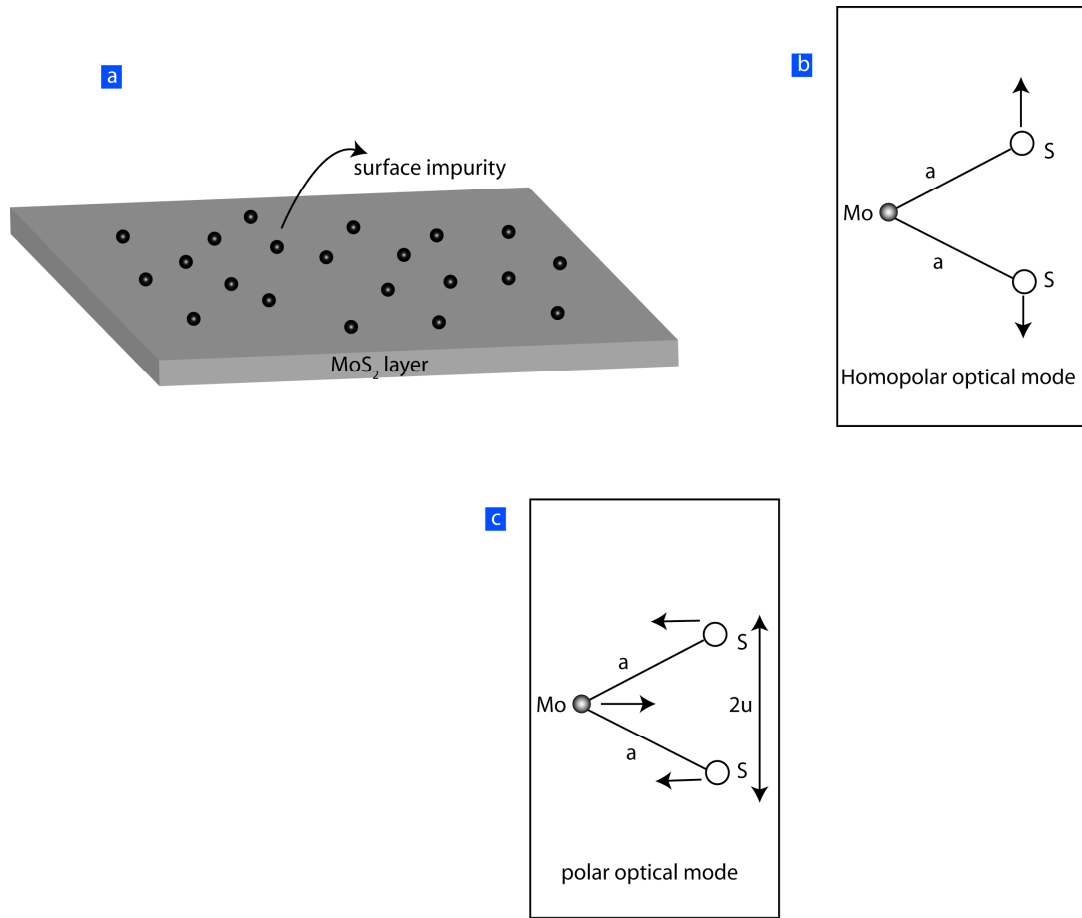 a
surface impurity
MoS₂ layer
b
S
a
Mo
a
S
Homopolar optical mode
c
S
a
Mo
2u
a
S
polar optical mode